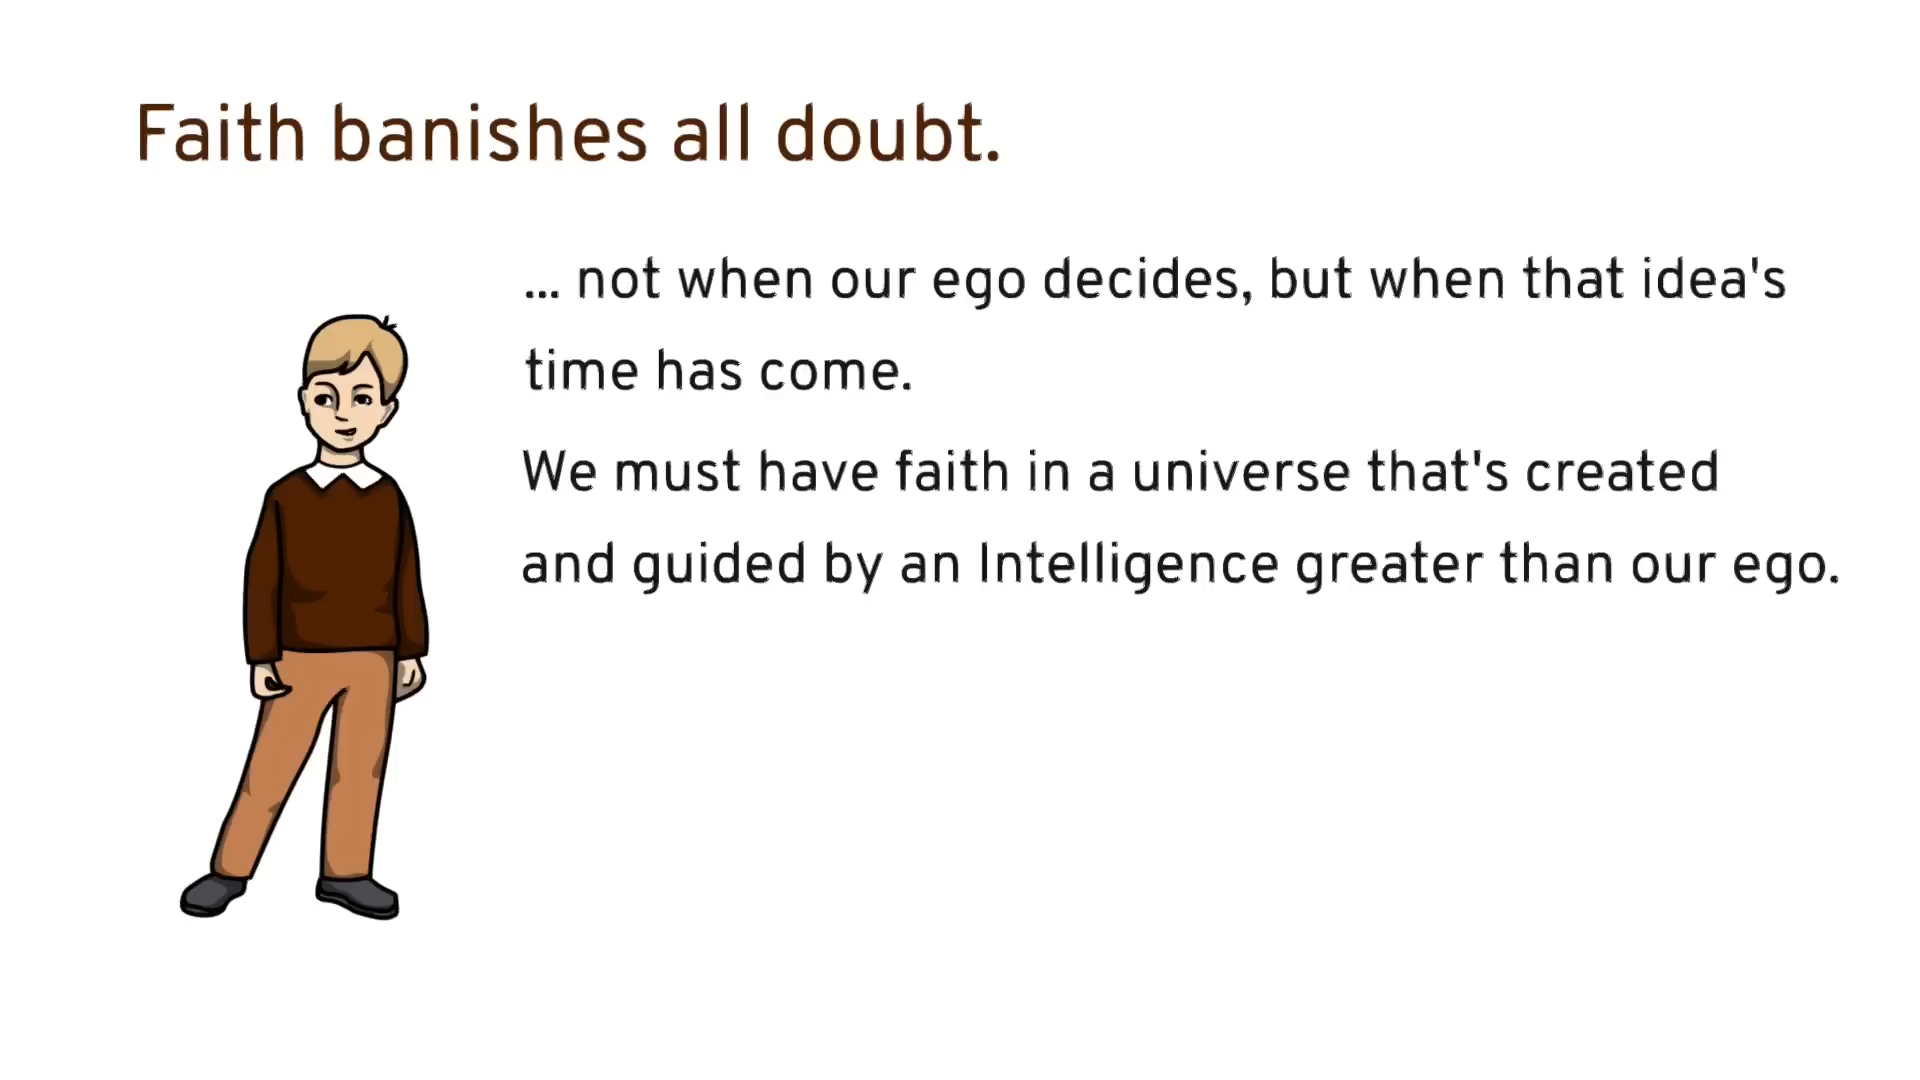 Faith banishes all doubt.
... not when our ego decides, but when that idea's
time has come.
We must have faith in a universe that's created
and guided by an Intelligence greater than our ego.